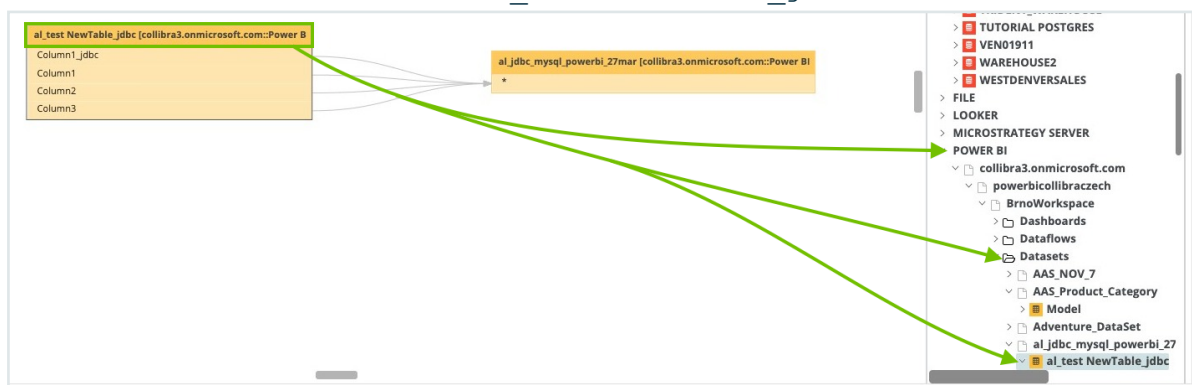 al_test NewTable_jdbc [collibra3.onmicrosoft.com::Power B
Column1_jdbc
Column1
Column2
Column3
al_jdbc_mysql_powerbi_27mar [collibra3.onmicrosoft.com::Power BI
*
TUTORIAL POSTGRES
VEN01911
WAREHOUSE2
WESTDENVERSALES
FILE
LOOKER
MICROSTRATEGY SERVER
POWER BI
collibra3.onmicrosoft.com
powerbicollibraczech
BrnoWorkspace
Dashboards
Dataflows
Datasets
AAS_NOV_7
AAS_Product_Category
Model
Adventure_DataSet
al_jdbc_mysql_powerbi_27
al_test NewTable_jdbc